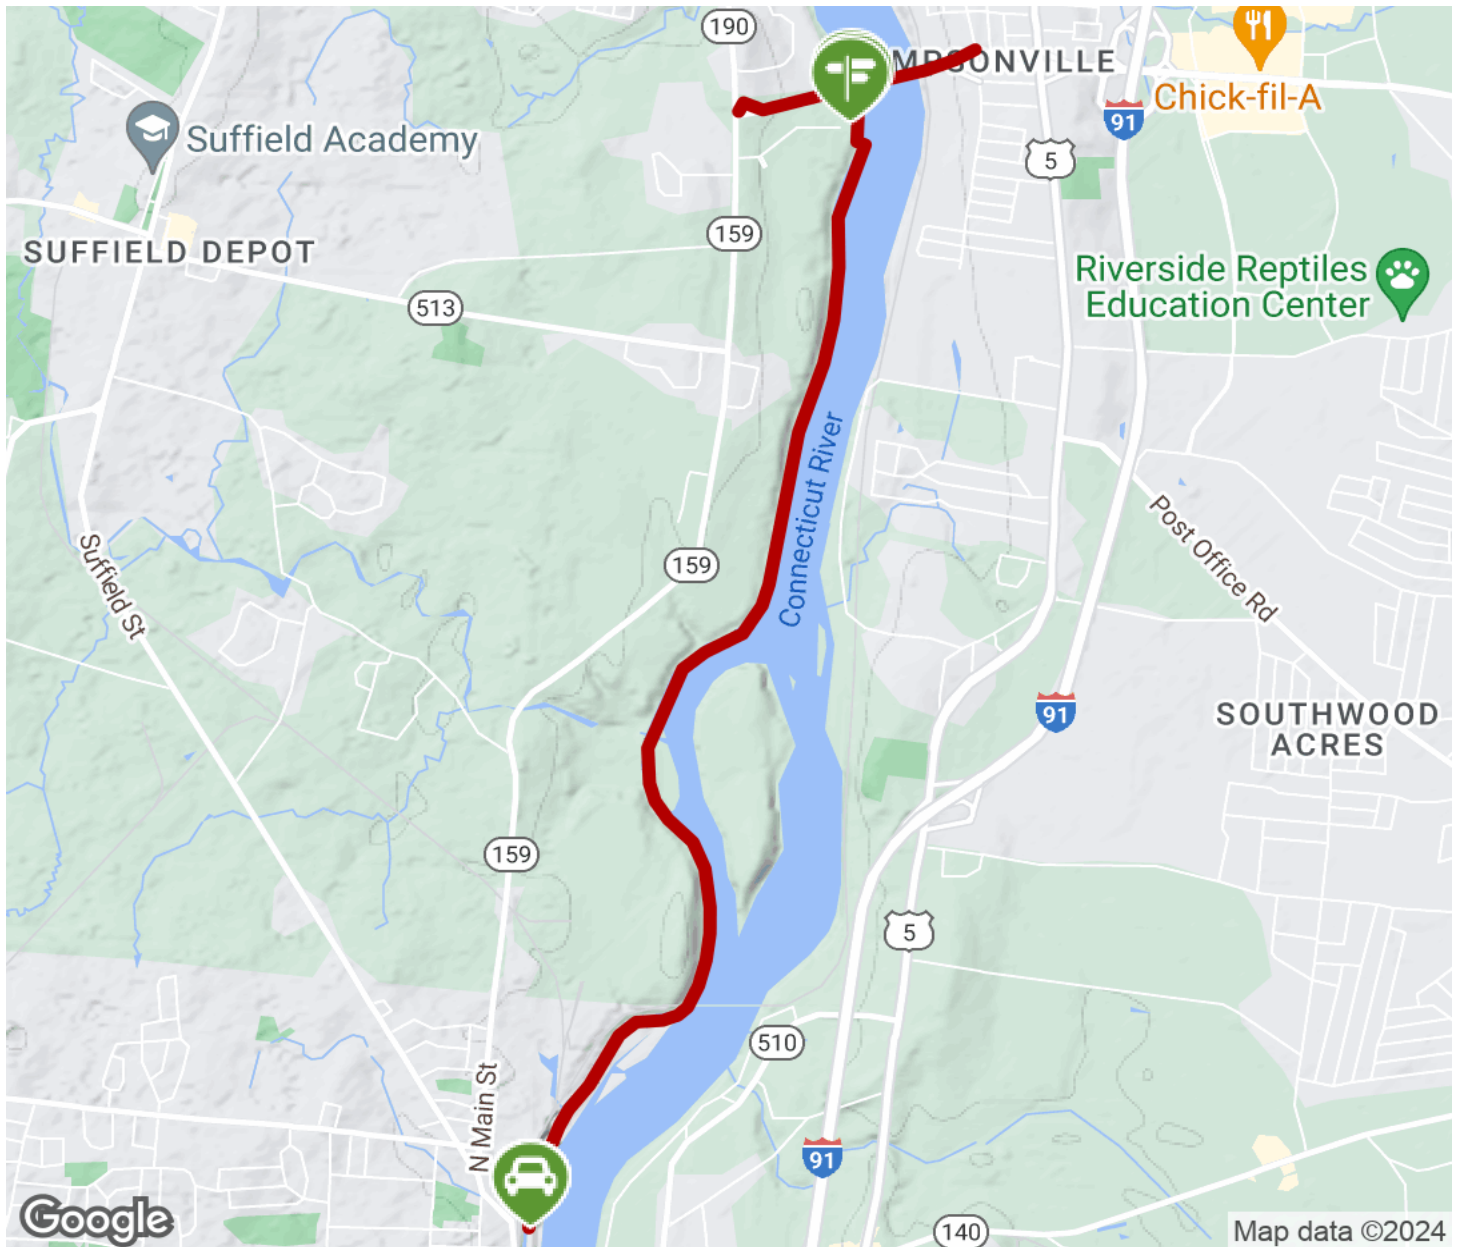 190
MPSONVILLE
Chick-fil-A
91
5
Suffield Academy
SUFFIELD DEPOT
159
Riverside Reptiles
Education Center
513
Connecticut River
159
Post Office Rd
Suffield St
91
SOUTHWOOD
ACRES
159
5
510
N Main St
91
140
Google
Map data ©2024